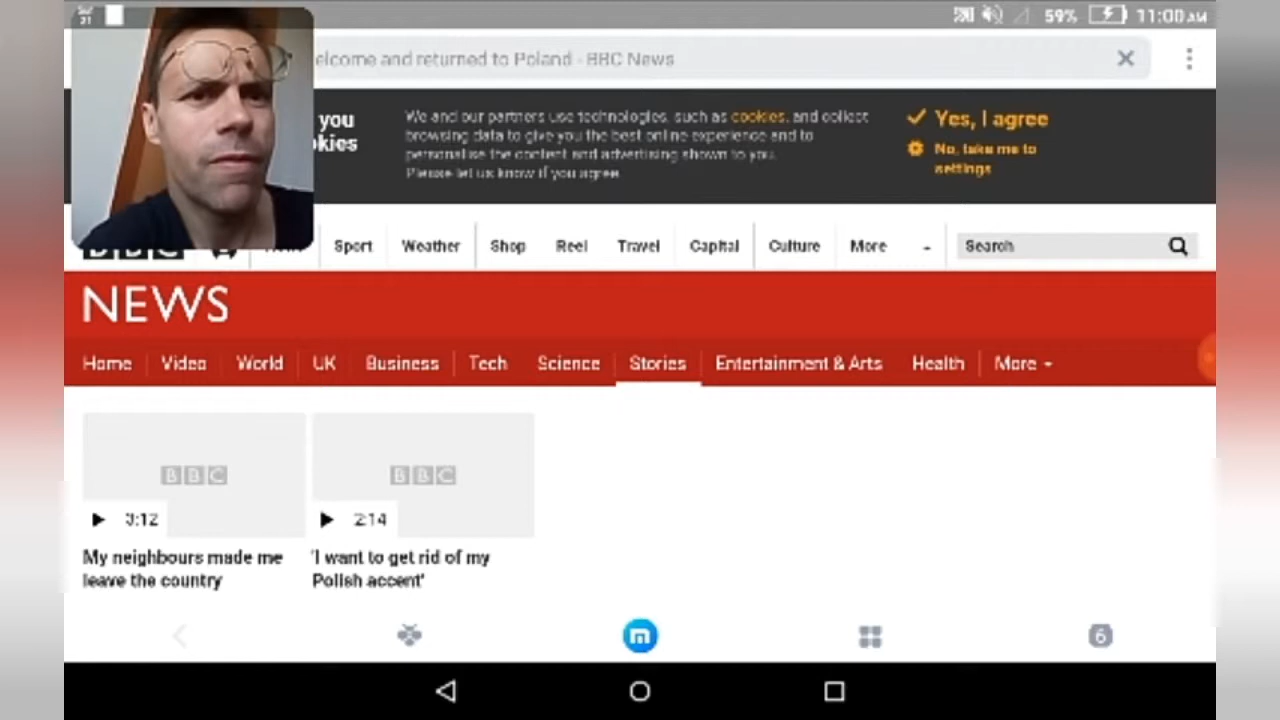 31
59%
11:00 AM
elcome and returned to Poland - BBC News
you
kies
We and our partners use technologies, such as cookies, and collect
browsing data to give you the best online experience and to
personalise the content and advertising shown to you.
Please let us know if you agree.
Yes, I agree
No, take me to
settings
BBC
Sport
Weather
Shop
Reel
Travel
Capital
Culture
More
Search
NEWS
Home
Video
World
UK
Business
Tech
Science
Stories
Entertainment & Arts
Health
More
BBC
3:12
My neighbours made me
leave the country
BBC
2:14
'I want to get rid of my
Polish accent'
6